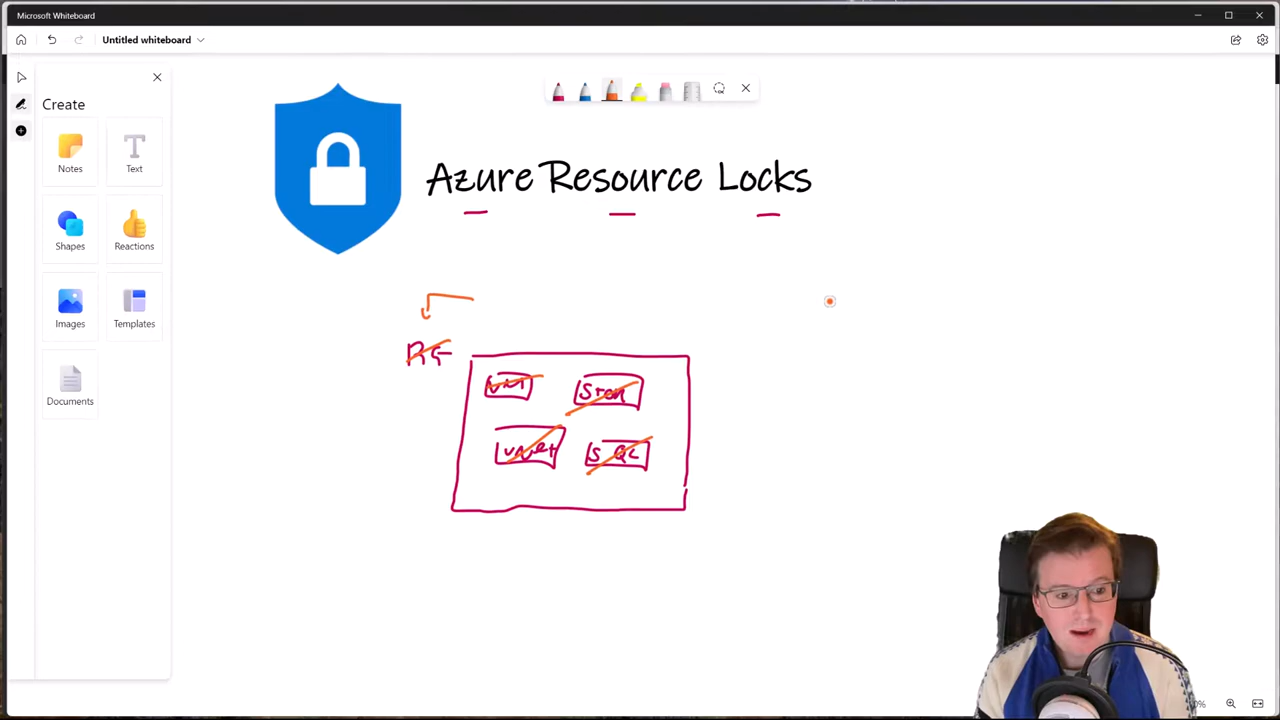 Microsoft Whiteboard
Untitled whiteboard
Create
Notes
Text
Shapes
Reactions
Images
Templates
Documents
Azure Resource Locks
RG
VM
Stor
VNet
SQL